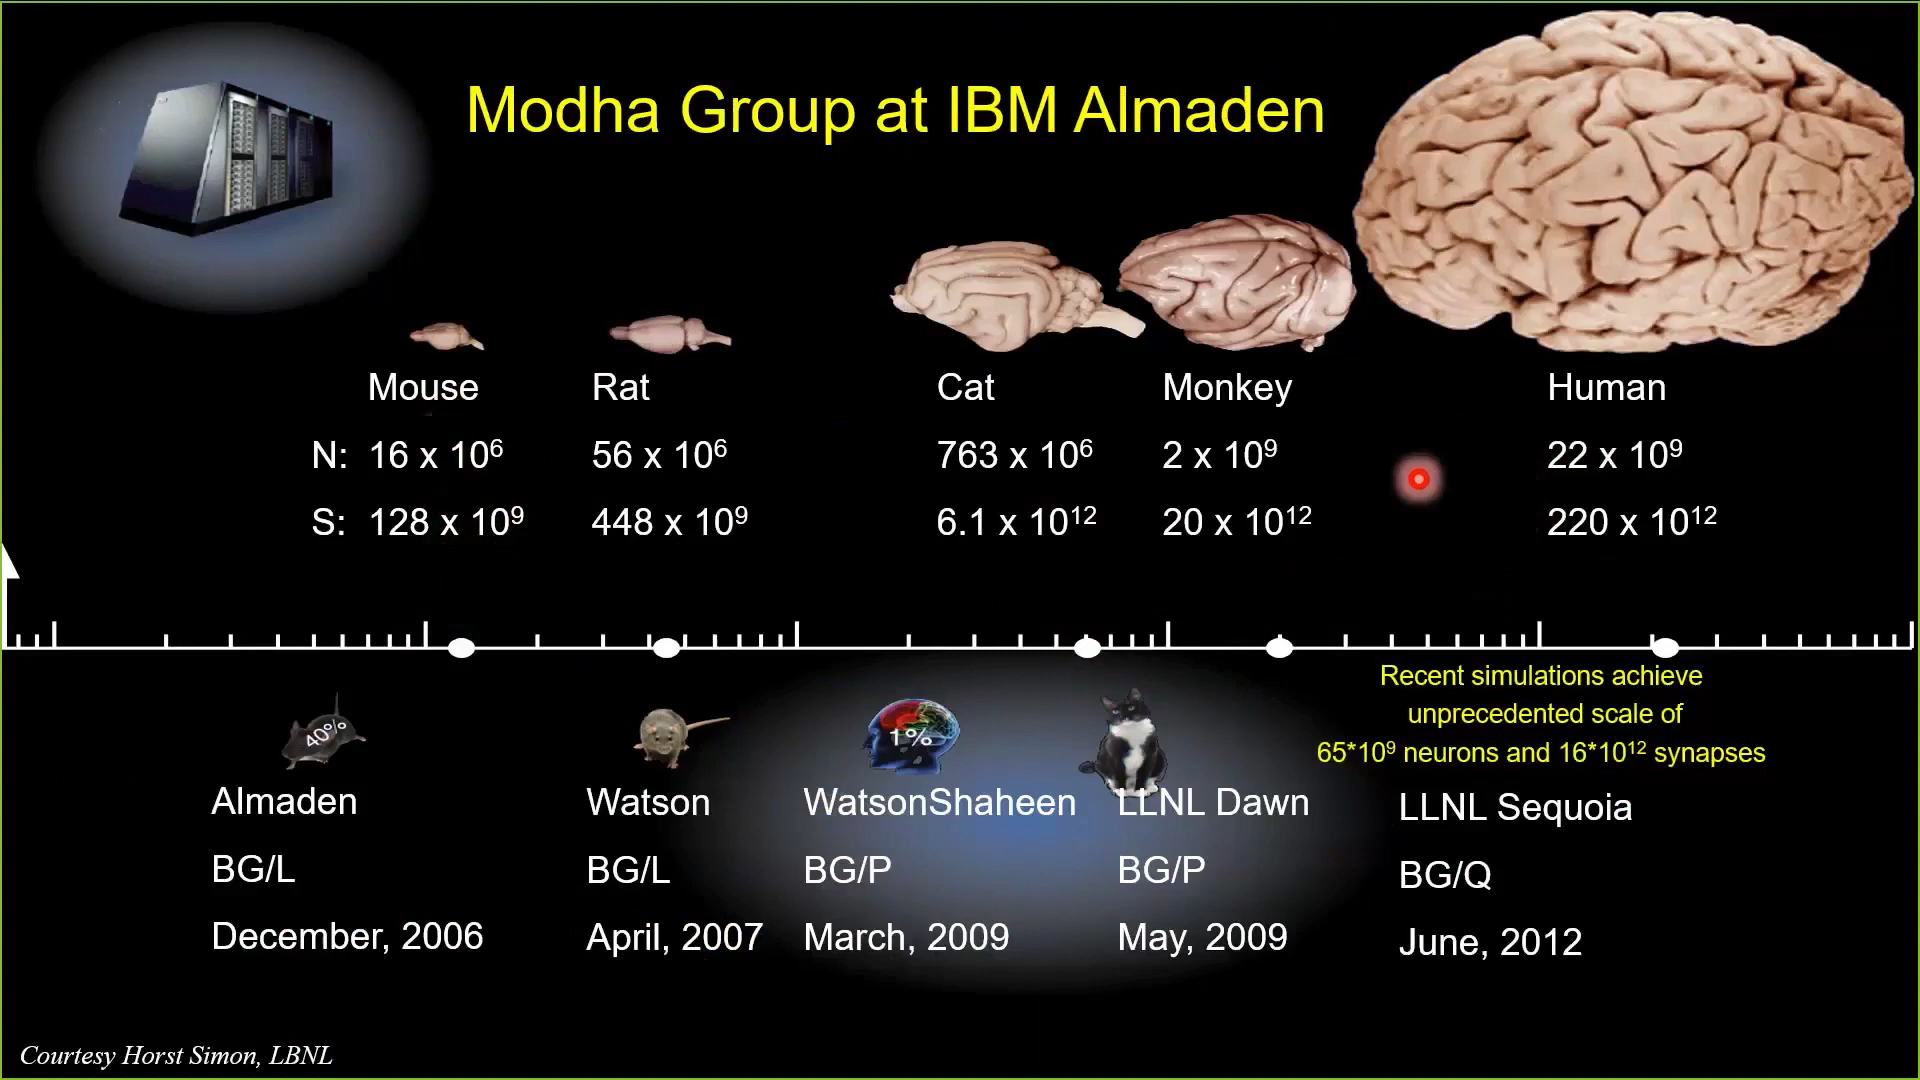 Modha Group at IBM Almaden
Mouse Rat Cat Monkey Human
N: 16 x 10⁶ 56 x 10⁶ 763 x 10⁶ 2 x 10⁹ 22 x 10⁹
S: 128 x 10⁹ 448 x 10⁹ 6.1 x 10¹² 20 x 10¹² 220 x 10¹²
Recent simulations achieve
unprecedented scale of
65*10⁹ neurons and 16*10¹² synapses
40% 1%
Almaden Watson WatsonShaheen LLNL Dawn LLNL Sequoia
BG/L BG/L BG/P BG/P BG/Q
December, 2006 April, 2007 March, 2009 May, 2009 June, 2012
Courtesy Horst Simon, LBNL